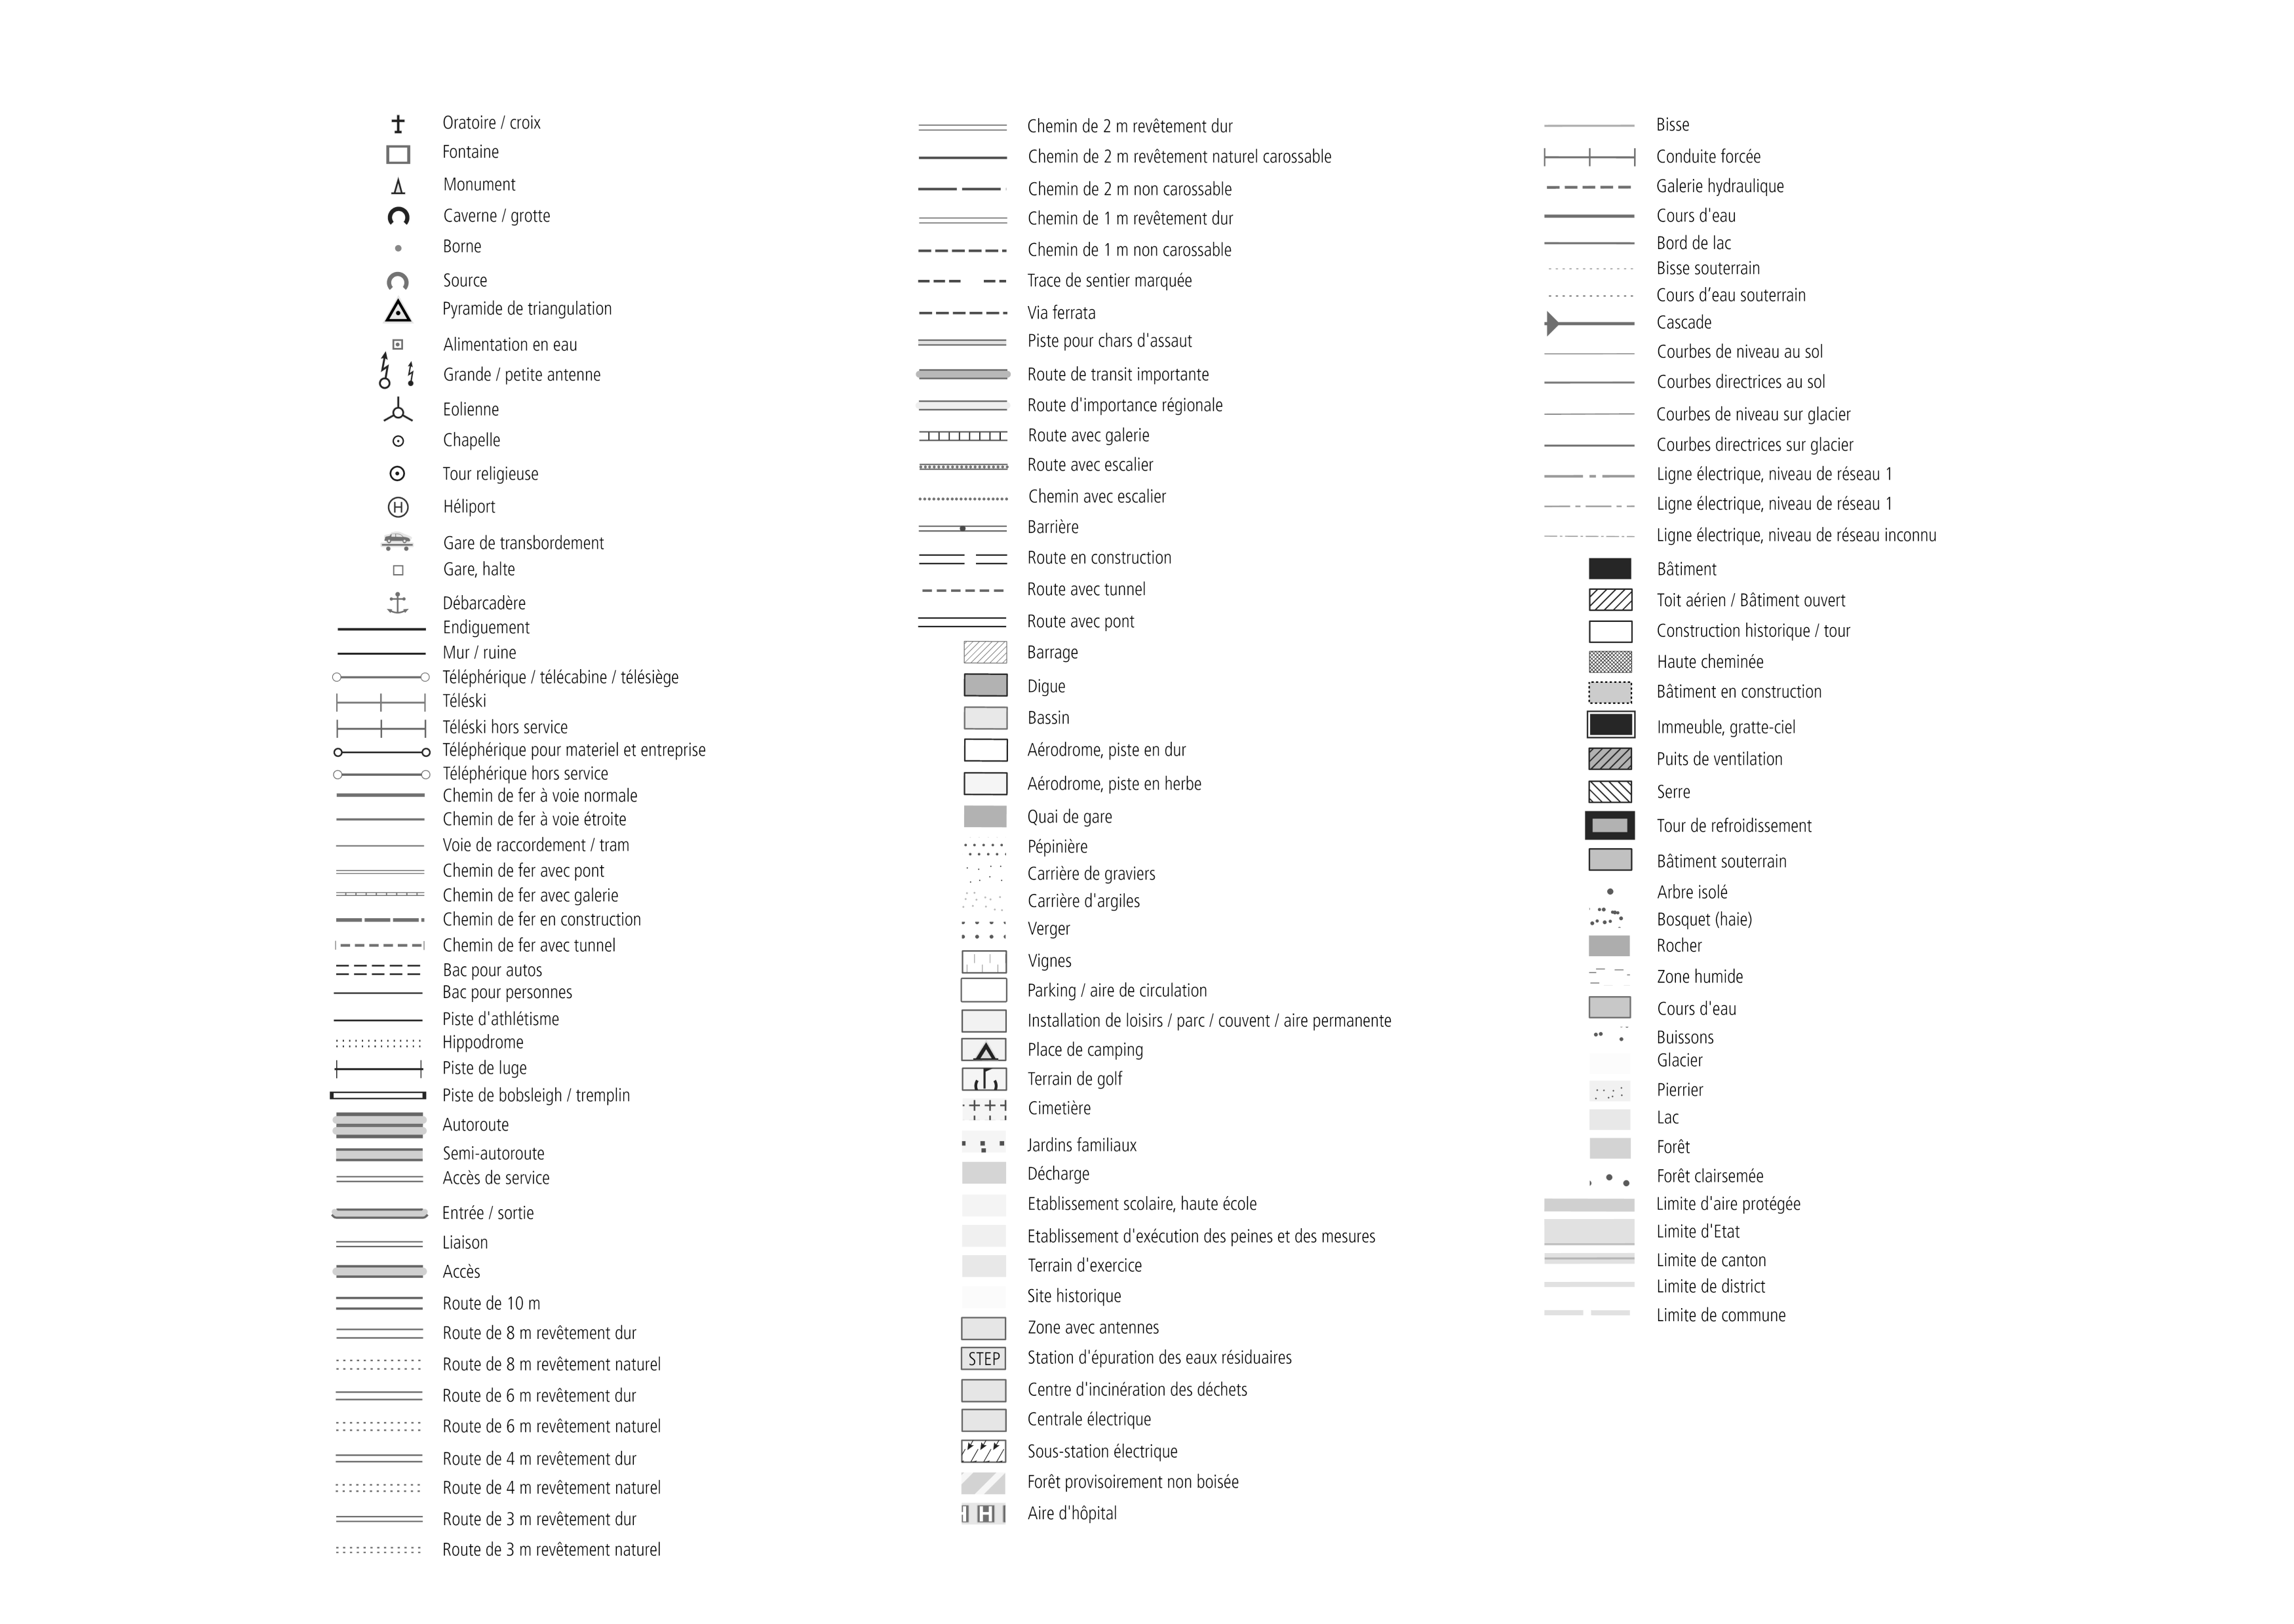 Oratoire / croix
Fontaine
Monument
Caverne / grotte
Borne
Source
Pyramide de triangulation
Alimentation en eau
Grande / petite antenne
Eolienne
Chapelle
Tour religieuse
H Héliport
Gare de transbordement
Gare, halte
Débarcadère
Endiguement
Mur / ruine
Téléphérique / télécabine / télésiège
Téléski
Téléski hors service
Téléphérique pour materiel et entreprise
Téléphérique hors service
Chemin de fer à voie normale
Chemin de fer à voie étroite
Voie de raccordement / tram
Chemin de fer avec pont
Chemin de fer avec galerie
Chemin de fer en construction
Chemin de fer avec tunnel
Bac pour autos
Bac pour personnes
Piste d'athlétisme
Hippodrome
Piste de luge
Piste de bobsleigh / tremplin
Autoroute
Semi-autoroute
Accès de service
Entrée / sortie
Liaison
Accès
Route de 10 m
Route de 8 m revêtement dur
Route de 8 m revêtement naturel
Route de 6 m revêtement dur
Route de 6 m revêtement naturel
Route de 4 m revêtement dur
Route de 4 m revêtement naturel
Route de 3 m revêtement dur
Route de 3 m revêtement naturel
Chemin de 2 m revêtement dur
Chemin de 2 m revêtement naturel carossable
Chemin de 2 m non carossable
Chemin de 1 m revêtement dur
Chemin de 1 m non carossable
Trace de sentier marquée
Via ferrata
Piste pour chars d'assaut
Route de transit importante
Route d'importance régionale
Route avec galerie
Route avec escalier
Chemin avec escalier
Barrière
Route en construction
Route avec tunnel
Route avec pont
Barrage
Digue
Bassin
Aérodrome, piste en dur
Aérodrome, piste en herbe
Quai de gare
Pépinière
Carrière de graviers
Carrière d'argiles
Verger
Vignes
Parking / aire de circulation
Installation de loisirs / parc / couvent / aire permanente
Place de camping
Terrain de golf
Cimetière
Jardins familiaux
Décharge
Etablissement scolaire, haute école
Etablissement d'exécution des peines et des mesures
Terrain d'exercice
Site historique
Zone avec antennes
STEP Station d'épuration des eaux résiduaires
Centre d'incinération des déchets
Centrale électrique
Sous-station électrique
Forêt provisoirement non boisée
H Aire d'hôpital
Bisse
Conduite forcée
Galerie hydraulique
Cours d'eau
Bord de lac
Bisse souterrain
Cours d’eau souterrain
Cascade
Courbes de niveau au sol
Courbes directrices au sol
Courbes de niveau sur glacier
Courbes directrices sur glacier
Ligne électrique, niveau de réseau 1
Ligne électrique, niveau de réseau 1
Ligne électrique, niveau de réseau inconnu
Bâtiment
Toit aérien / Bâtiment ouvert
Construction historique / tour
Haute cheminée
Bâtiment en construction
Immeuble, gratte-ciel
Puits de ventilation
Serre
Tour de refroidissement
Bâtiment souterrain
Arbre isolé
Bosquet (haie)
Rocher
Zone humide
Cours d'eau
Buissons
Glacier
Pierrier
Lac
Forêt
Forêt clairsemée
Limite d'aire protégée
Limite d'Etat
Limite de canton
Limite de district
Limite de commune